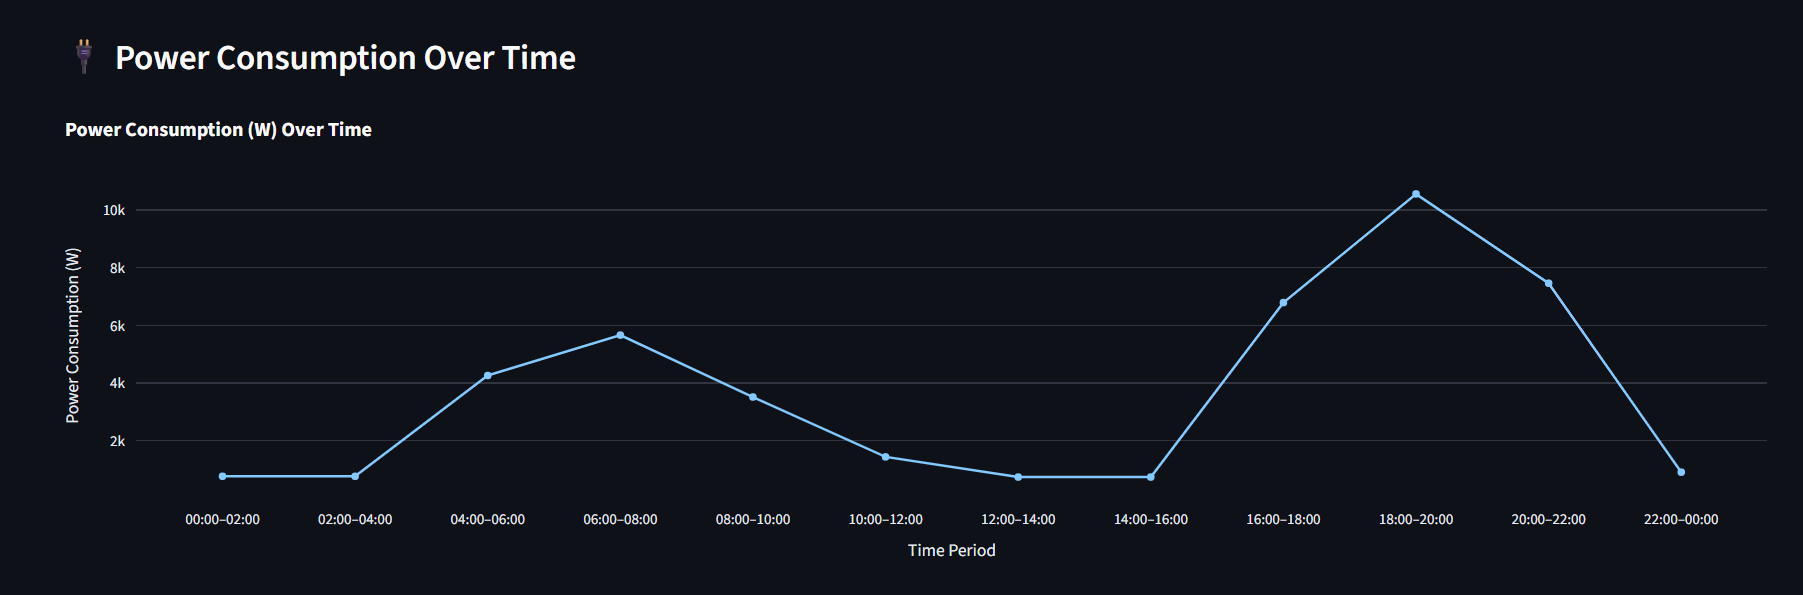 Power Consumption Over Time
Power Consumption (W) Over Time
10k
8k
6k
4k
2k
Power Consumption (W)
00:00–02:00 02:00–04:00 04:00–06:00 06:00–08:00 08:00–10:00 10:00–12:00 12:00–14:00 14:00–16:00 16:00–18:00 18:00–20:00 20:00–22:00 22:00–00:00
Time Period